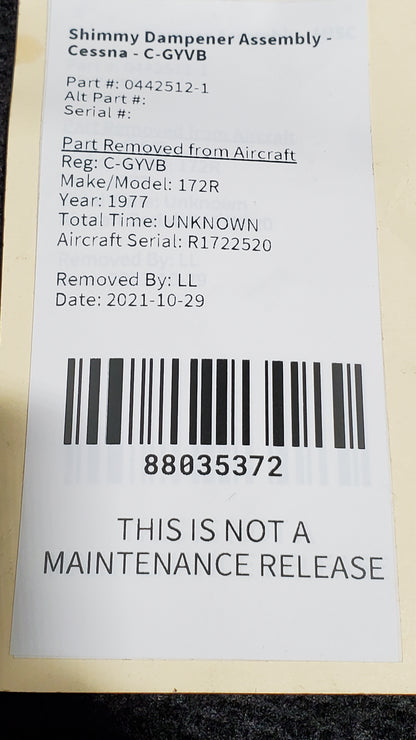 Shimmy Dampener Assembly -
Cessna - C-GYVB
Part #: 0442512-1
Alt Part #:
Serial #:
Part Removed from Aircraft
Reg: C-GYVB
Make/Model: 172R
Year: 1977
Total Time: UNKNOWN
Aircraft Serial: R1722520
Removed By: LL
Date: 2021-10-29
88035372
THIS IS NOT A
MAINTENANCE RELEASE